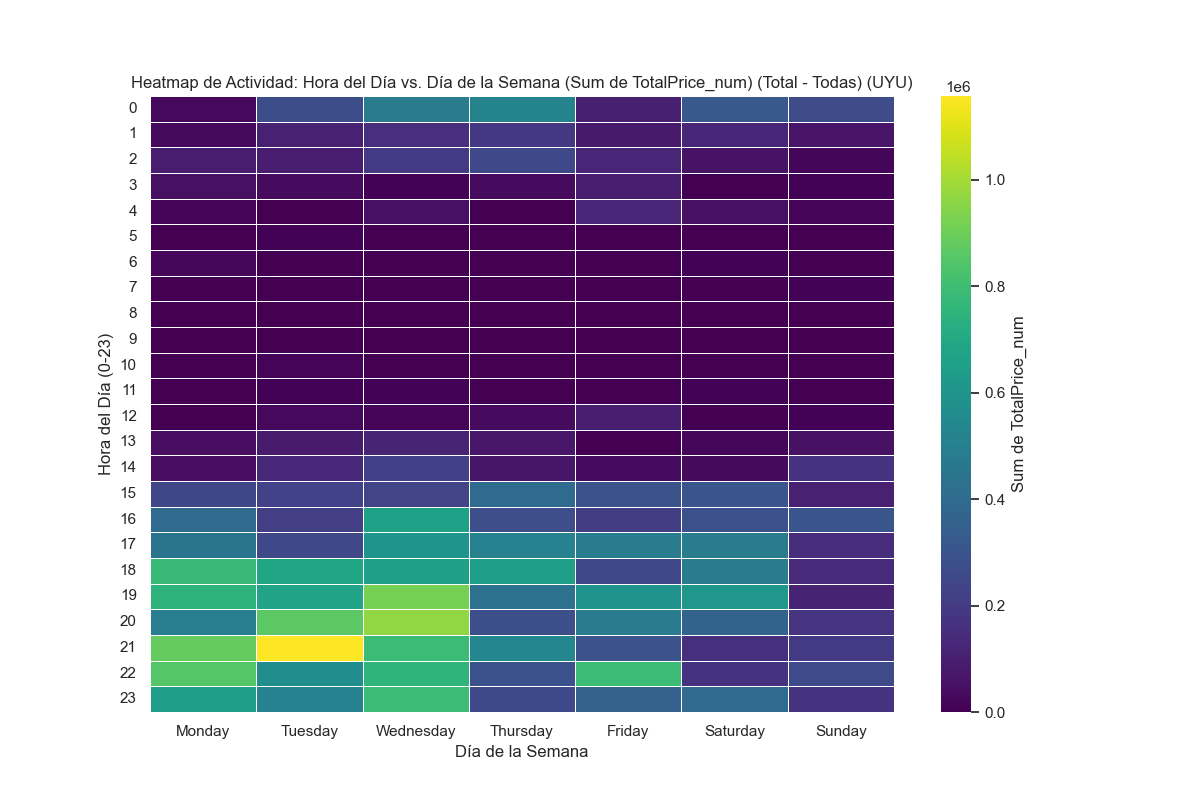 Heatmap de Actividad: Hora del Día vs. Día de la Semana (Sum de TotalPrice_num) (Total - Todas) (UYU)
1e6
0
1
2
3
4
5
6
7
8
9
10
11
12
13
14
15
16
17
18
19
20
21
22
23
Hora del Día (0-23)
Monday
Tuesday
Wednesday
Thursday
Friday
Saturday
Sunday
Día de la Semana
1.0
0.8
0.6
0.4
0.2
0.0
Sum de TotalPrice_num